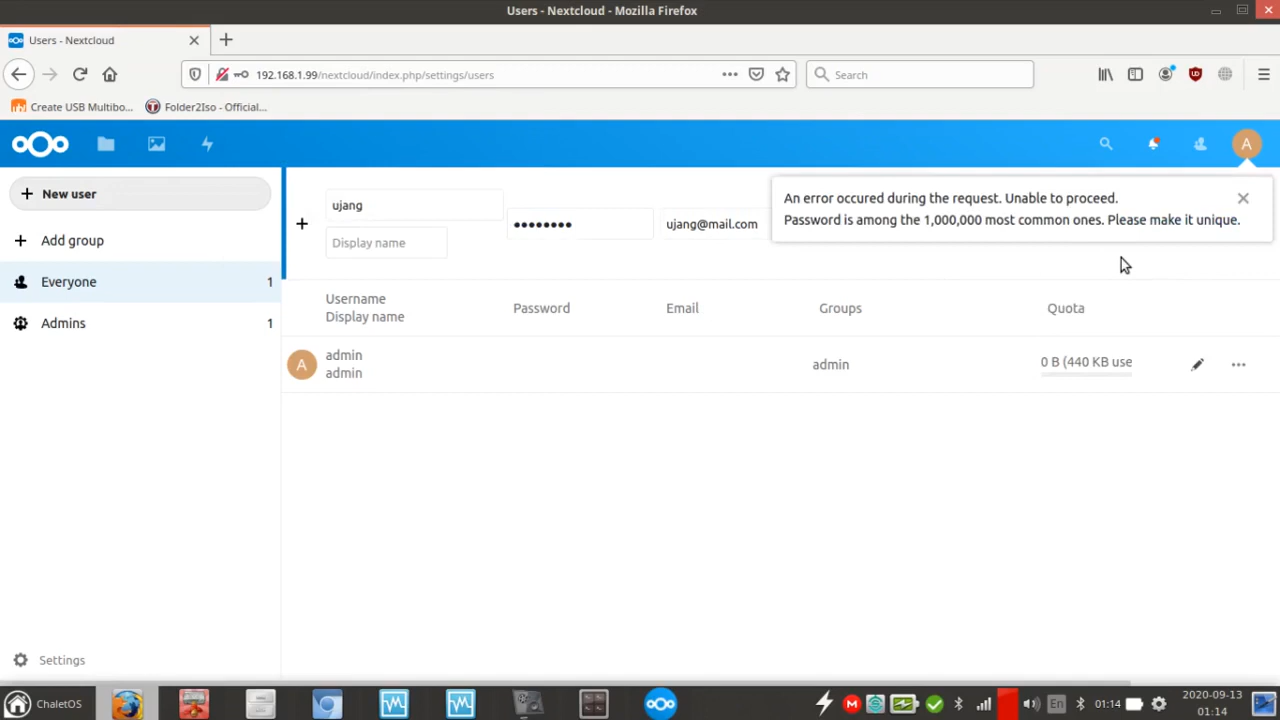 Users - Nextcloud - Mozilla Firefox
Users - Nextcloud
192.168.1.99/nextcloud/index.php/settings/users
Search
Create USB Multibo...
Folder2Iso - Official...
A
New user
Add group
Everyone 1
Admins 1
Settings
ujang
Display name
••••••••
ujang@mail.com
An error occured during the request. Unable to proceed.
Password is among the 1,000,000 most common ones. Please make it unique.
Username
Display name
Password
Email
Groups
Quota
A
admin
admin
admin
0 B (440 KB use
ChaletOS
En
01:14
2020-09-13
01:14